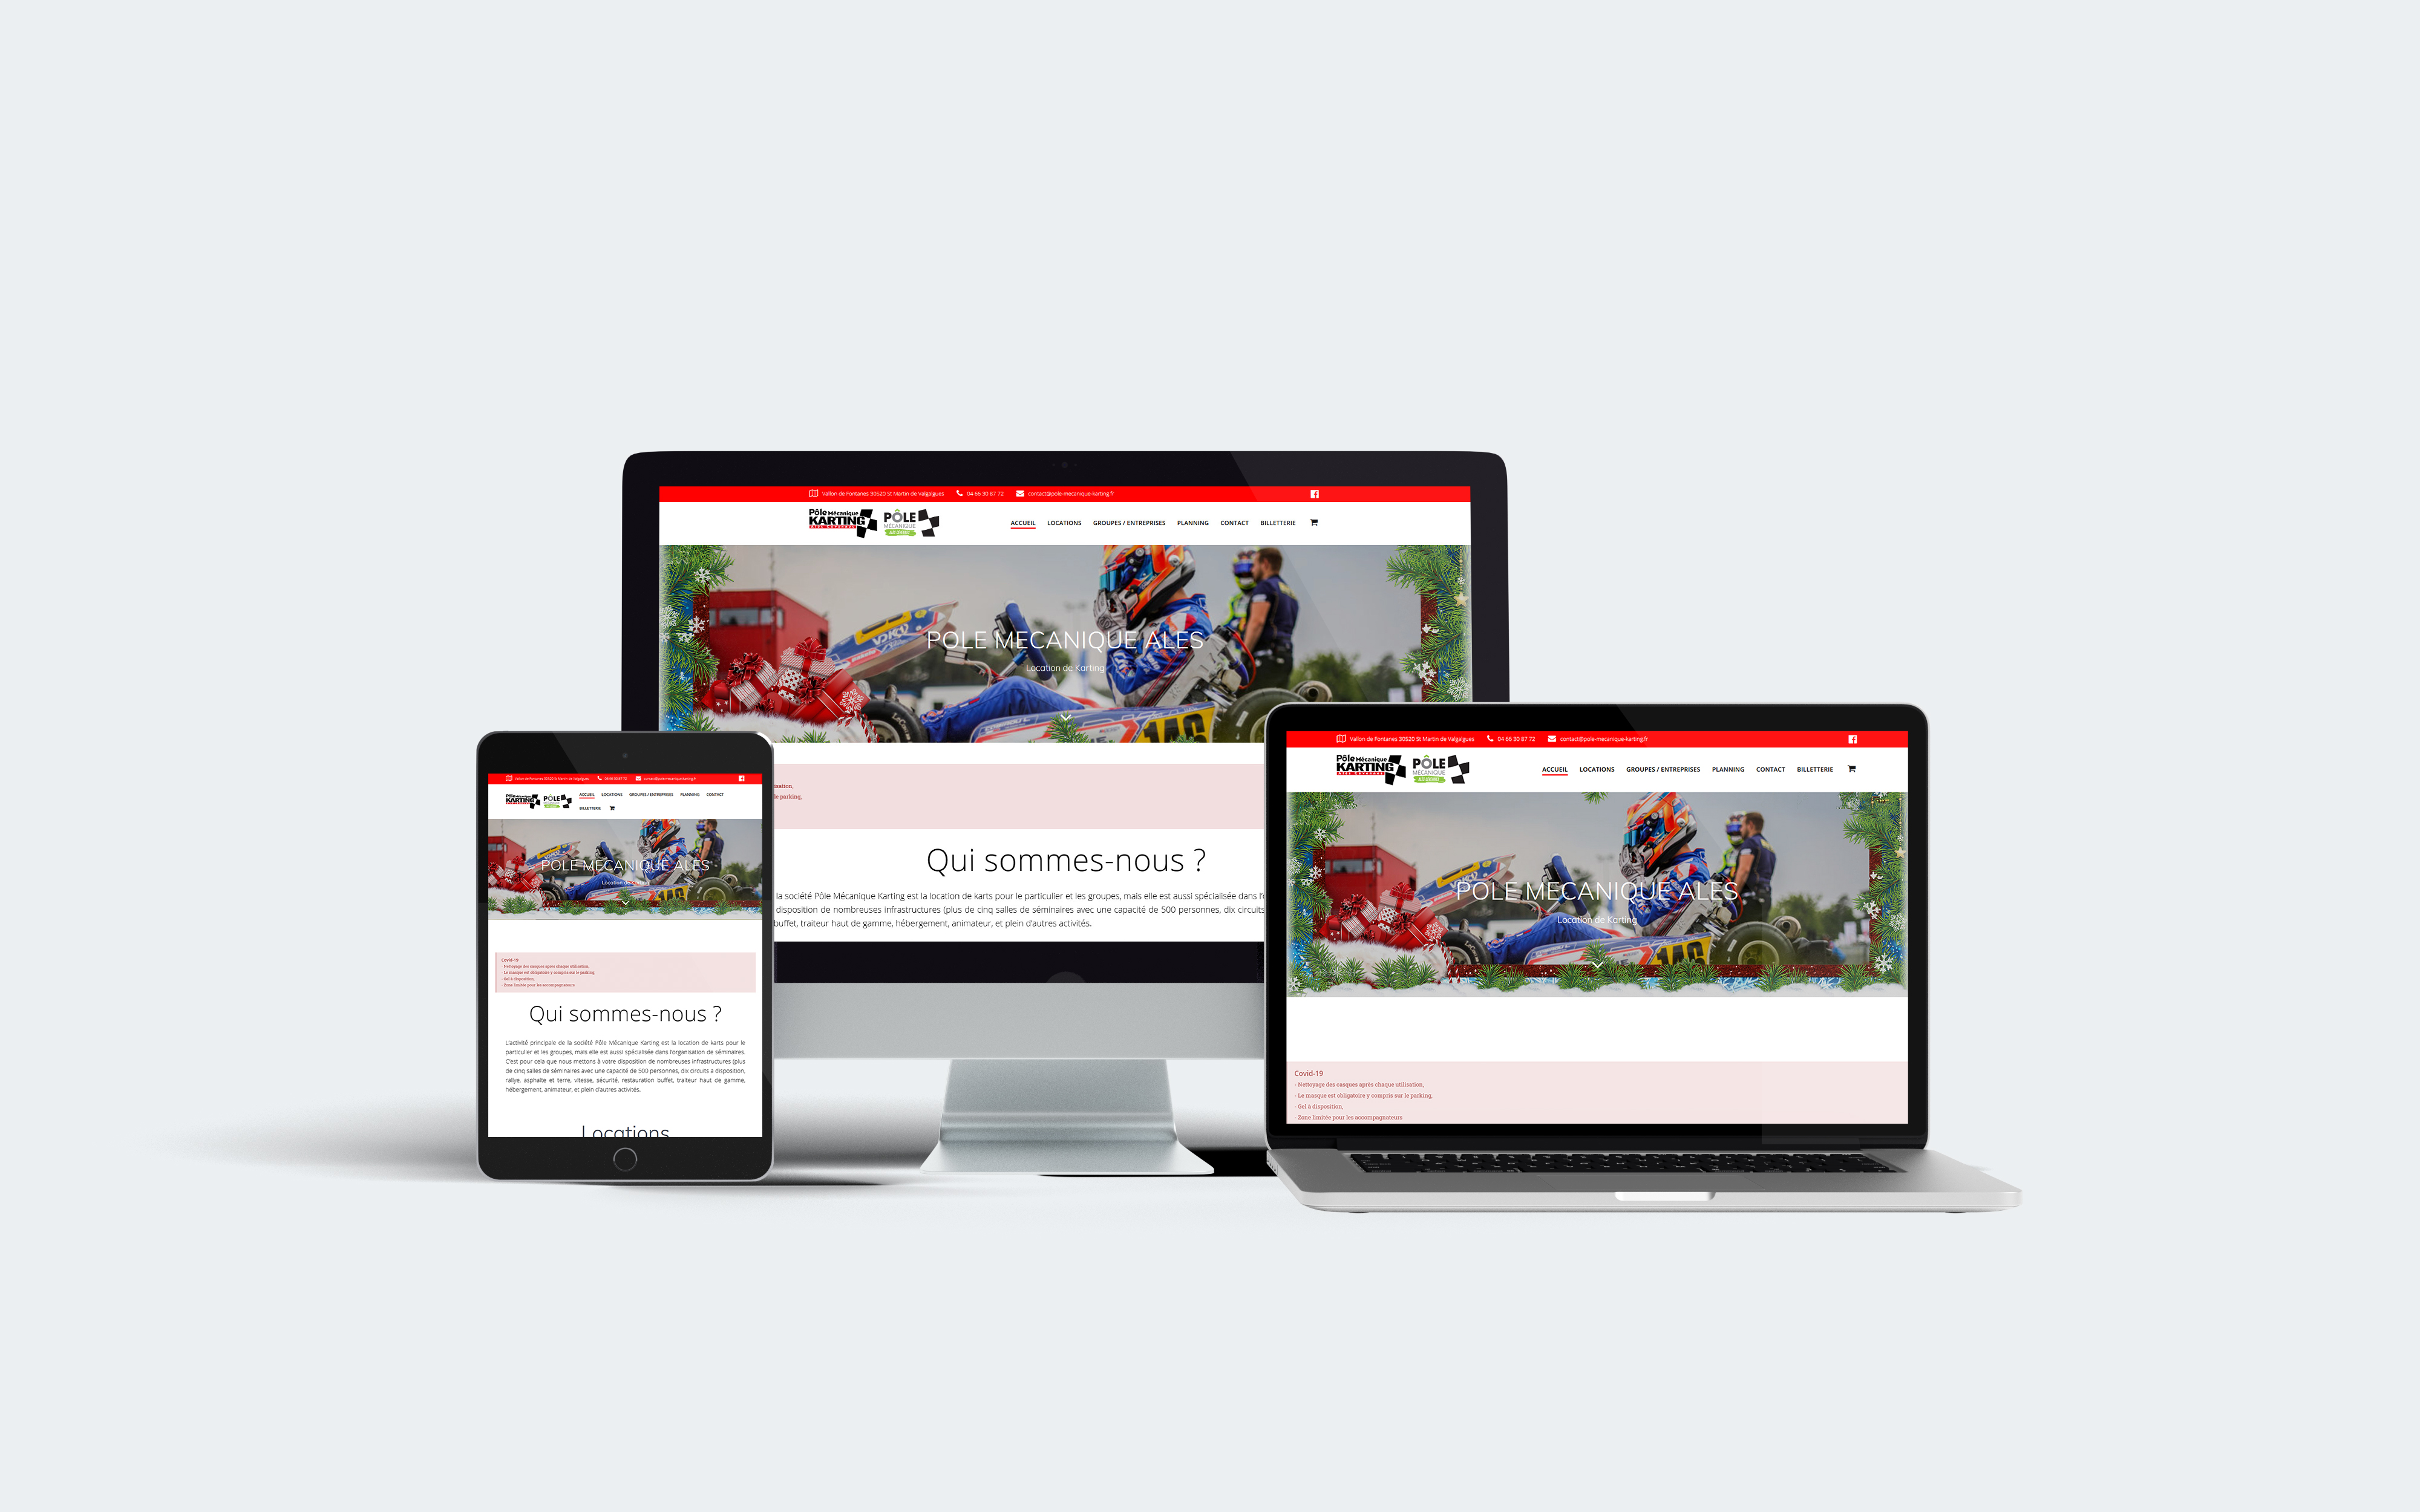 Vallon de Fontanes 30520 St Martin de Valgalgues 04 66 30 87 72 contact@pole-mecanique-karting.fr
Pôle Mécanique
KARTING
PÔLE
MÉCANIQUE
ACCUEIL LOCATIONS GROUPES / ENTREPRISES PLANNING CONTACT BILLETTERIE
POLE MECANIQUE ALES
Location de Karting
146
isation,
le parking,
Qui sommes-nous ?
la société Pôle Mécanique Karting est la location de karts pour le particulier et les groupes, mais elle est aussi spécialisée dans l'
disposition de nombreuses infrastructures (plus de cinq salles de séminaires avec une capacité de 500 personnes, dix circuits
buffet, traiteur haut de gamme, hébergement, animateur, et plein d'autres activités.
Vallon de Fontanes 30520 St Martin de Valgalgues 04 66 30 87 72 contact@pole-mecanique-karting.fr
Pôle Mécanique
KARTING
PÔLE
ACCUEIL LOCATIONS GROUPES / ENTREPRISES PLANNING CONTACT
BILLETTERIE
POLE MECANIQUE ALES
Location de
Covid-19
- Nettoyage des casques après chaque utilisation,
- Le masque est obligatoire y compris sur le parking,
- Gel à disposition,
- Zone limitée pour les accompagnateurs
Qui sommes-nous ?
L'activité principale de la société Pôle Mécanique Karting est la location de karts pour le
particulier et les groupes, mais elle est aussi spécialisée dans l'organisation de séminaires.
C'est pour cela que nous mettons à votre disposition de nombreuses infrastructures (plus
de cinq salles de séminaires avec une capacité de 500 personnes, dix circuits a disposition,
rallye, asphalte et terre, vitesse, sécurité, restauration buffet, traiteur haut de gamme,
hébergement, animateur, et plein d'autres activités.
Locations
Vallon de Fontanes 30520 St Martin de Valgalgues 04 66 30 87 72 contact@pole-mecanique-karting.fr
Pôle Mécanique
KARTING
PÔLE
MÉCANIQUE
ACCUEIL LOCATIONS GROUPES / ENTREPRISES PLANNING CONTACT BILLETTERIE
POLE MECANIQUE ALES
Location de Karting
146
Covid-19
- Nettoyage des casques après chaque utilisation,
- Le masque est obligatoire y compris sur le parking,
- Gel à disposition,
- Zone limitée pour les accompagnateurs